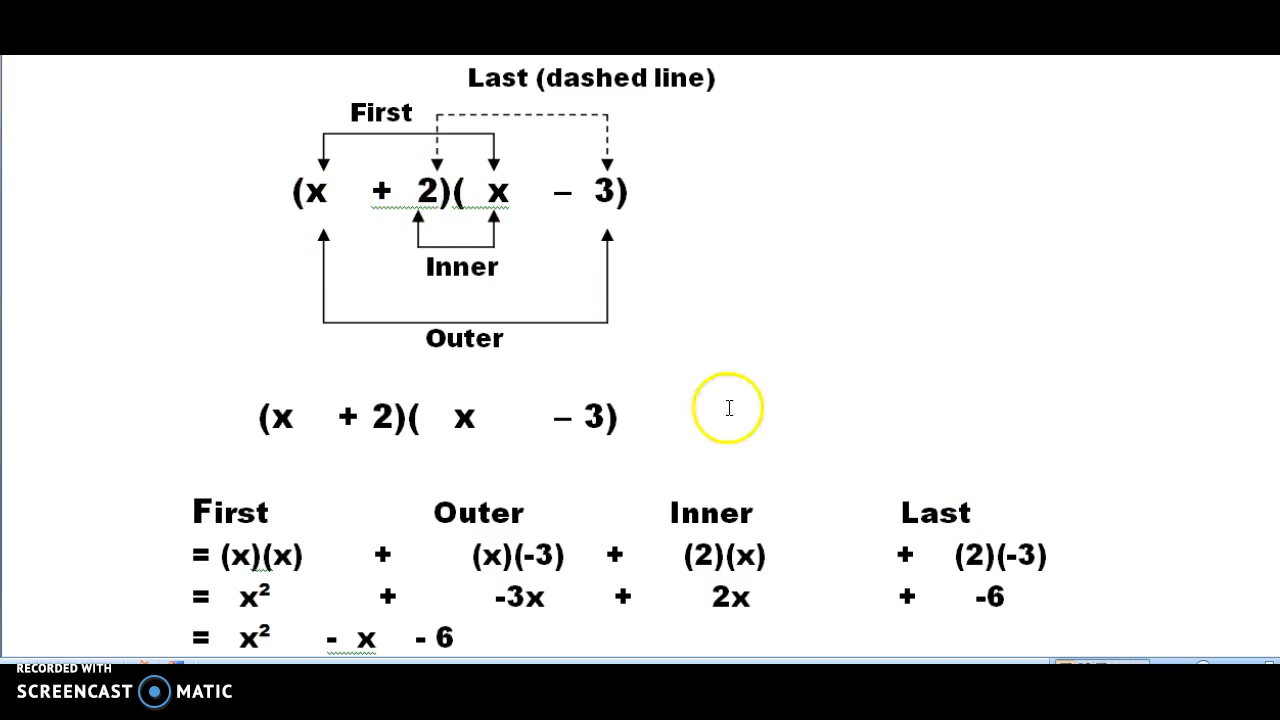 Last (dashed line)
First
(x + 2)( x – 3)
Inner
Outer
(x + 2)( x – 3)
First Outer Inner Last
= (x)(x) + (x)(-3) + (2)(x) + (2)(-3)
= x² + -3x + 2x + -6
= x² - x - 6
RECORDED WITH
SCREENCAST MATIC